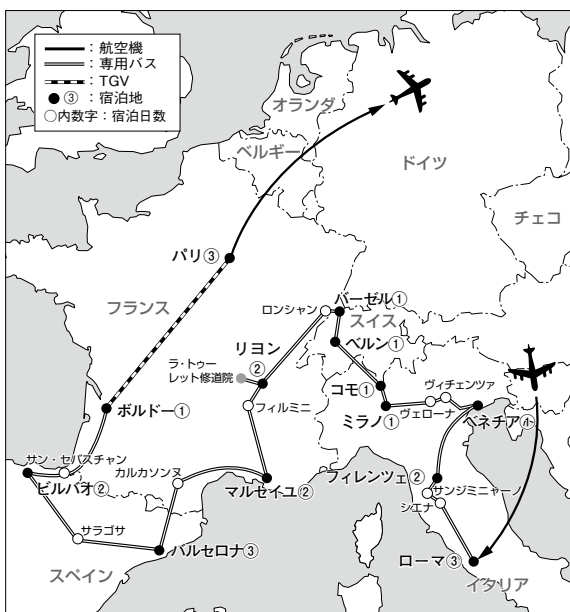 ：航空機
：専用バス
：TGV
●③：宿泊地
○内数字：宿泊日数
オランダ
ベルギー
ドイツ
チェコ
パリ③
フランス
ロンシャン
バーゼル①
スイス
リヨン
②
ベルン①
ラ・トゥー
レット修道院
コモ①
ヴィチェンツァ
ボルドー①
フィルミニ
ミラノ①
ヴェローナ
ベネチア④
サン・セバスチャン
カルカソンヌ
ビルバオ②
マルセイユ②
フィレンツェ②
サンジミニャーノ
シエナ
サラゴサ
バルセロナ③
ローマ③
スペイン
イタリア